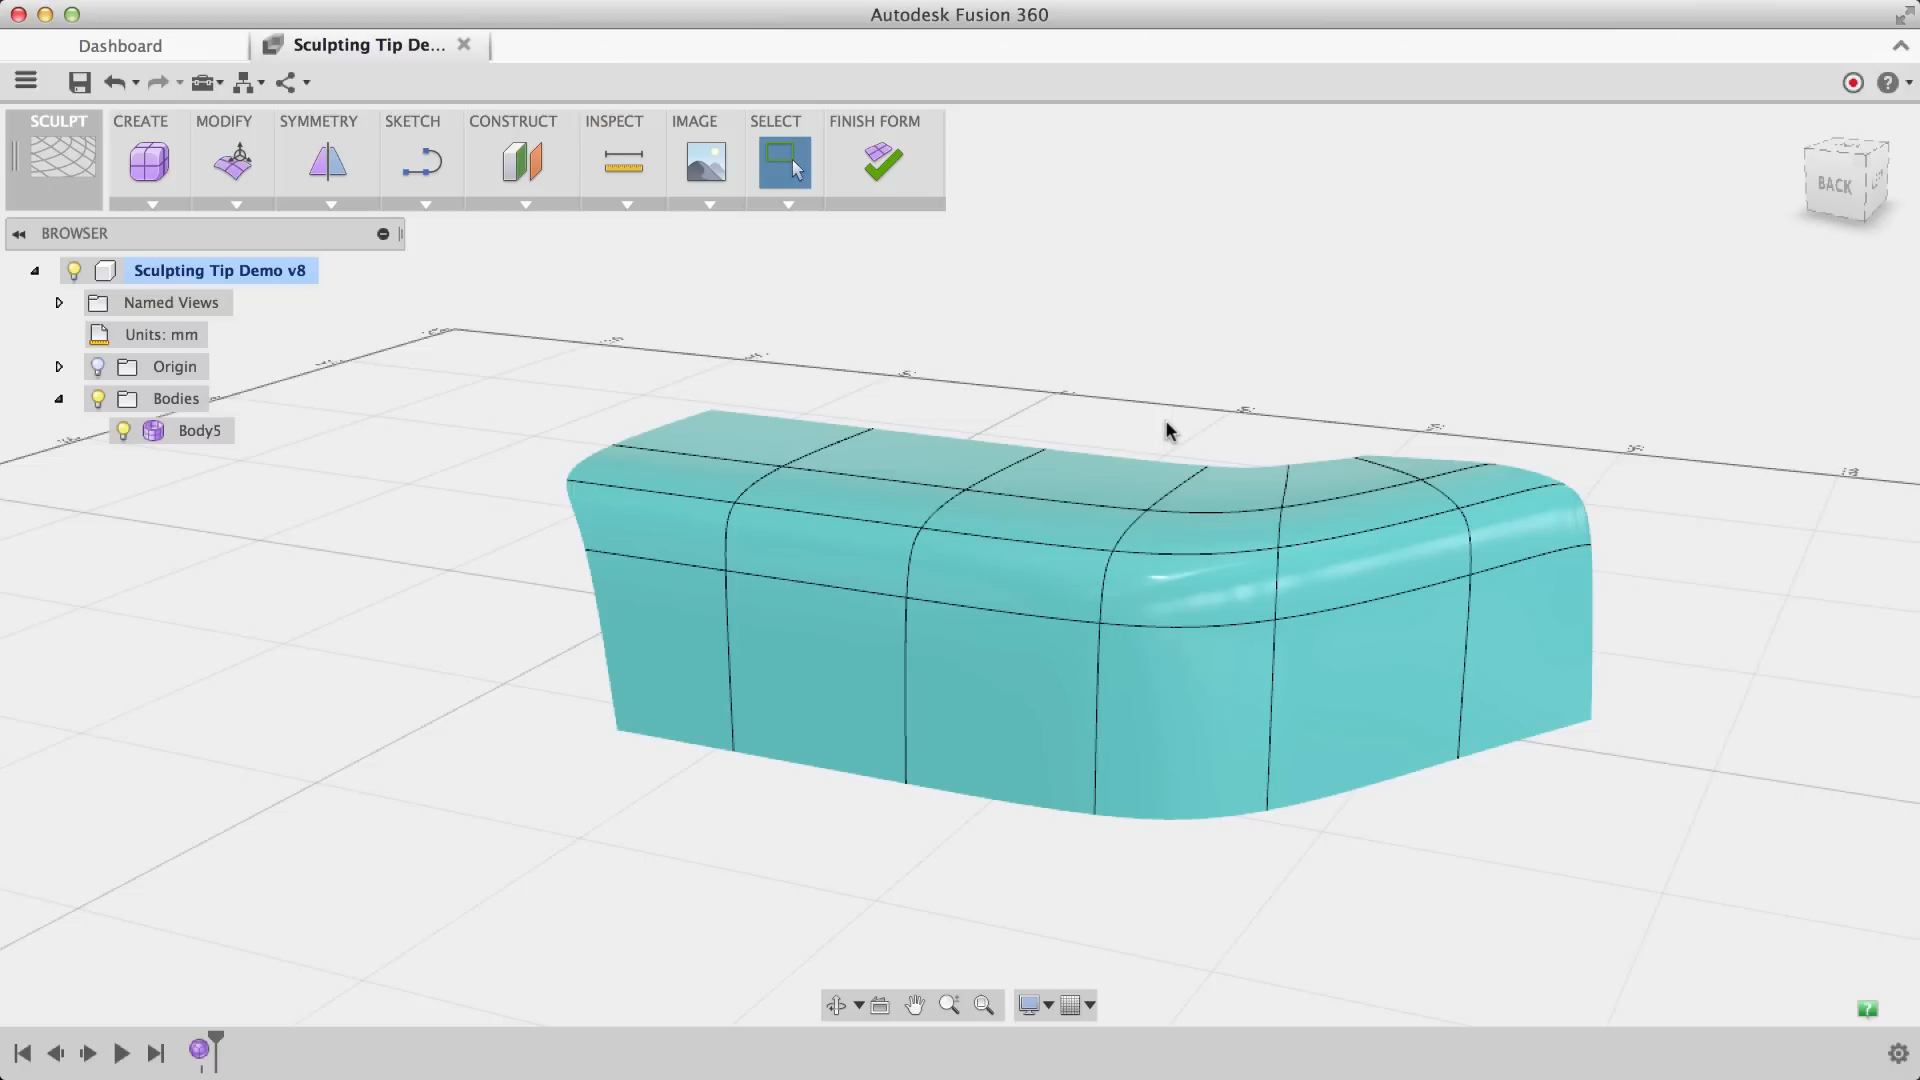 Autodesk Fusion 360
Dashboard
Sculpting Tip De...
SCULPT
CREATE
MODIFY
SYMMETRY
SKETCH
CONSTRUCT
INSPECT
IMAGE
SELECT
FINISH FORM
BACK
BROWSER
Sculpting Tip Demo v8
Named Views
Units: mm
Origin
Bodies
Body5